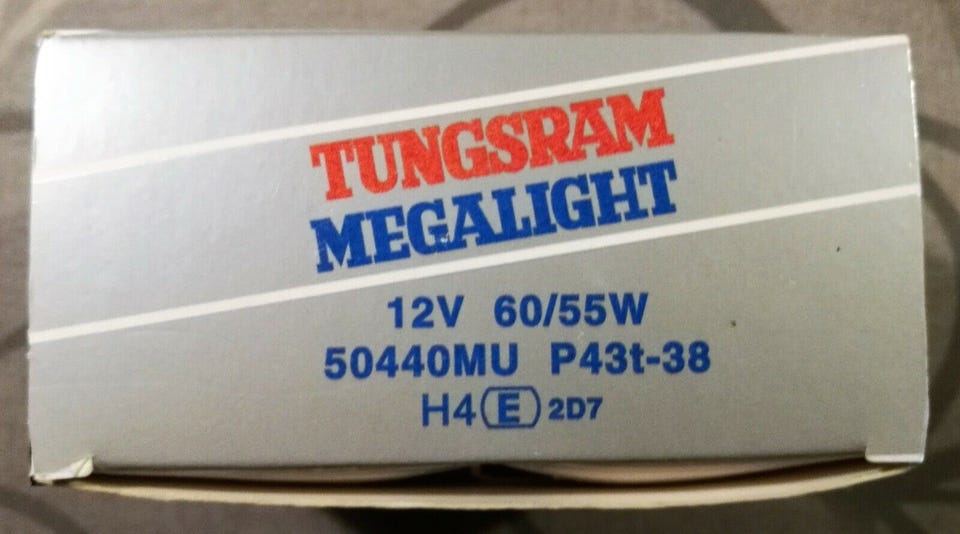 TUNGSRAM
MEGALIGHT
12V 60/55W
50440MU P43t-38
H4 E 2D7